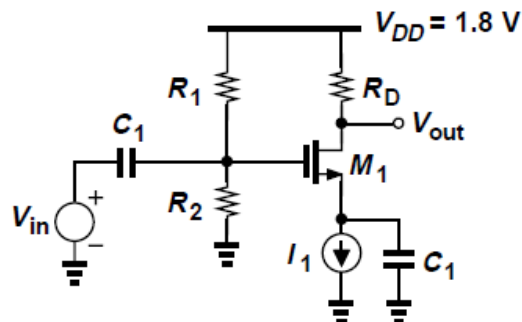 V_DD = 1.8 V
R_1
R_D
C_1
V_out
M_1
R_2
V_in
+
−
I_1
C_1